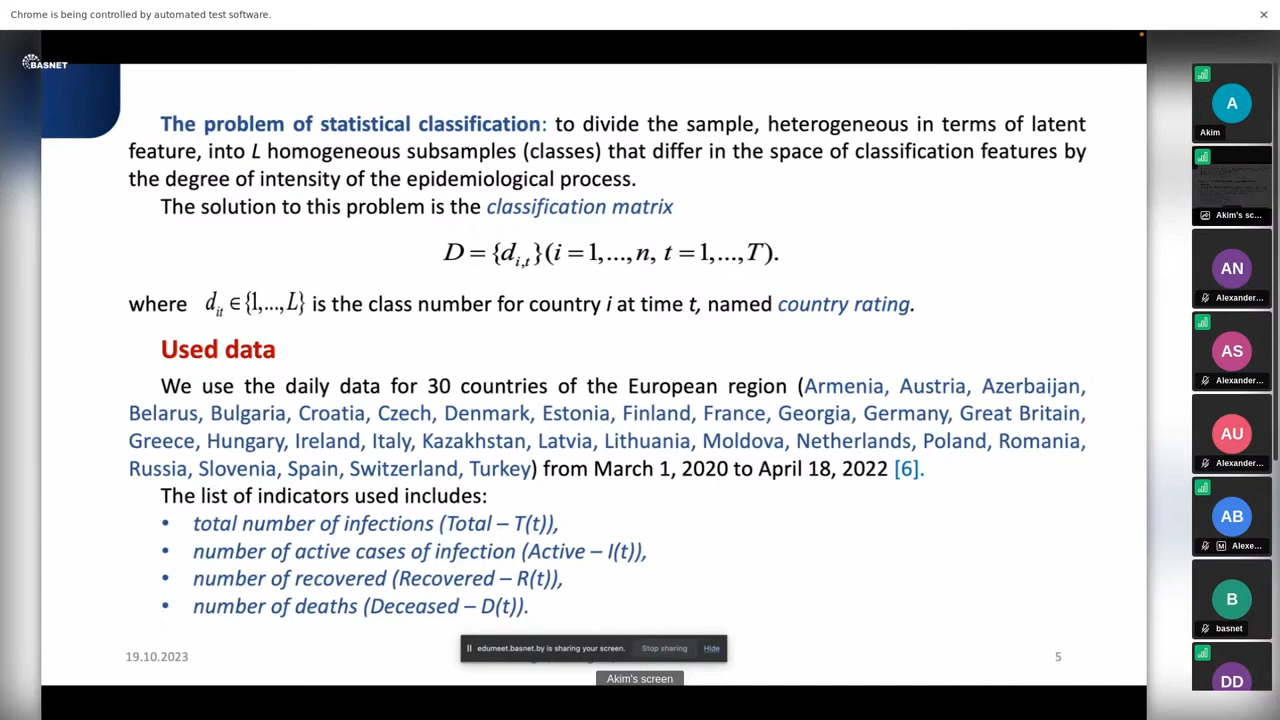 Chrome is being controlled by automated test software.
BASNET
The problem of statistical classification: to divide the sample, heterogeneous in terms of latent
feature, into L homogeneous subsamples (classes) that differ in the space of classification features by
the degree of intensity of the epidemiological process.
The solution to this problem is the classification matrix
D = {d_{i,t}}(i = 1,...,n, t = 1,...,T).
where d_{it} ∈{1,...,L} is the class number for country i at time t, named country rating.
Used data
We use the daily data for 30 countries of the European region (Armenia, Austria, Azerbaijan,
Belarus, Bulgaria, Croatia, Czech, Denmark, Estonia, Finland, France, Georgia, Germany, Great Britain,
Greece, Hungary, Ireland, Italy, Kazakhstan, Latvia, Lithuania, Moldova, Netherlands, Poland, Romania,
Russia, Slovenia, Spain, Switzerland, Turkey) from March 1, 2020 to April 18, 2022 [6].
The list of indicators used includes:
• total number of infections (Total – T(t)),
• number of active cases of infection (Active – I(t)),
• number of recovered (Recovered – R(t)),
• number of deaths (Deceased – D(t)).
19.10.2023
edumeet.basnet.by is sharing your screen. Stop sharing Hide
5
Akim's screen
A
Akim
Akim's sc...
AN
Alexander...
AS
Alexander...
AU
Alexander...
AB
M Alexe...
B
basnet
DD